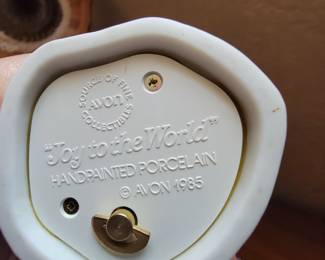 SOURCE OF FINE COLLECTIBLES
AVON
"Joy to the World"
HANDPAINTED PORCELAIN
© AVON 1985